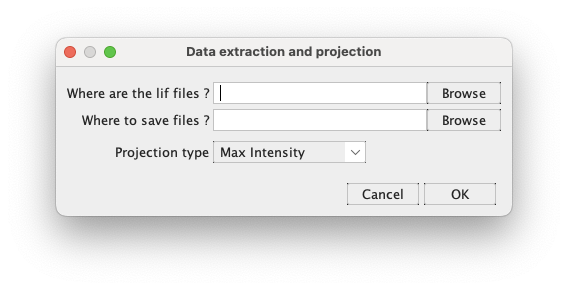 Data extraction and projection
Where are the lif files ? Browse
Where to save files ? Browse
Projection type Max Intensity
Cancel OK